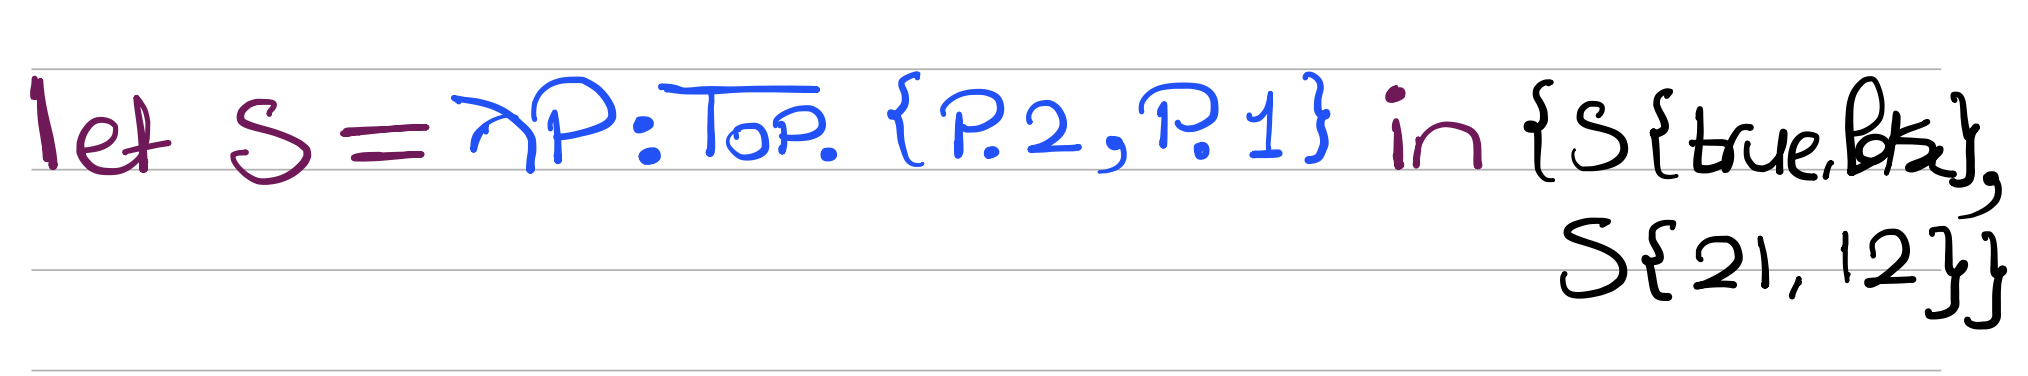 let S = λP:Top. {P.2, P.1} in {S{true, false},
S{21, 12}}